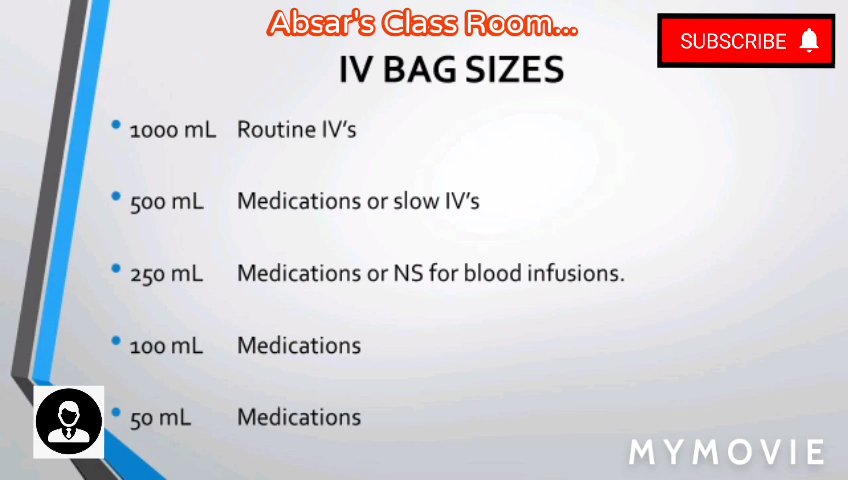 Absar's Class Room...
SUBSCRIBE
IV BAG SIZES
• 1000 mL Routine IV's
• 500 mL Medications or slow IV's
• 250 mL Medications or NS for blood infusions.
• 100 mL Medications
• 50 mL Medications
MYMOVIE